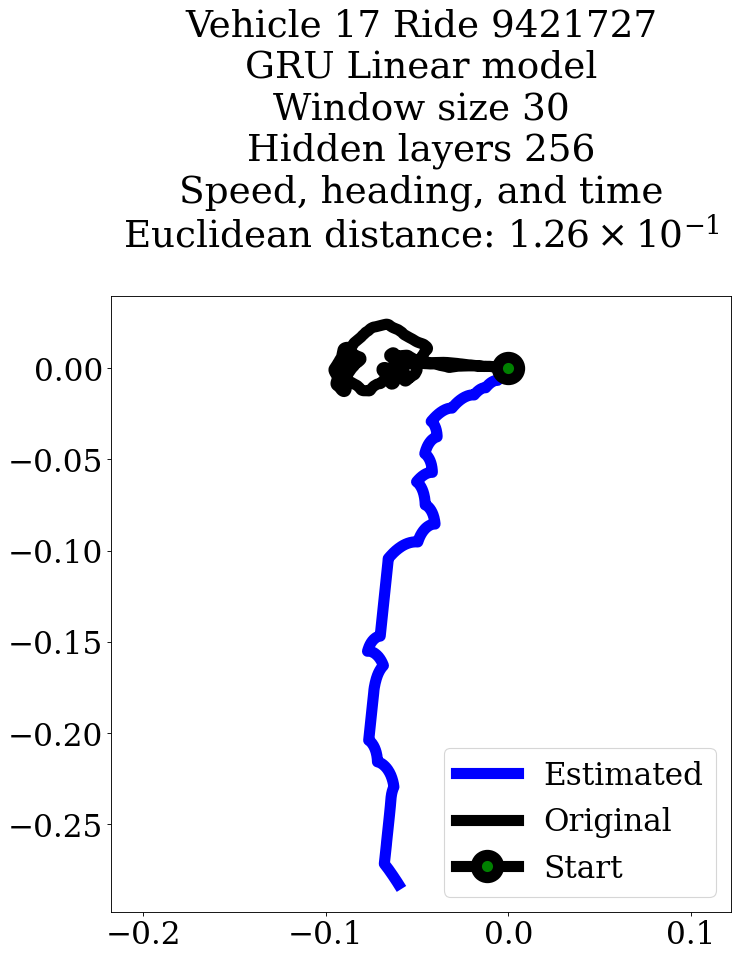 Vehicle 17 Ride 9421727
GRU Linear model
Window size 30
Hidden layers 256
Speed, heading, and time
Euclidean distance: 1.26 × 10⁻¹
0.00
−0.05
−0.10
−0.15
−0.20
−0.25
Estimated
Original
Start
−0.2 −0.1 0.0 0.1